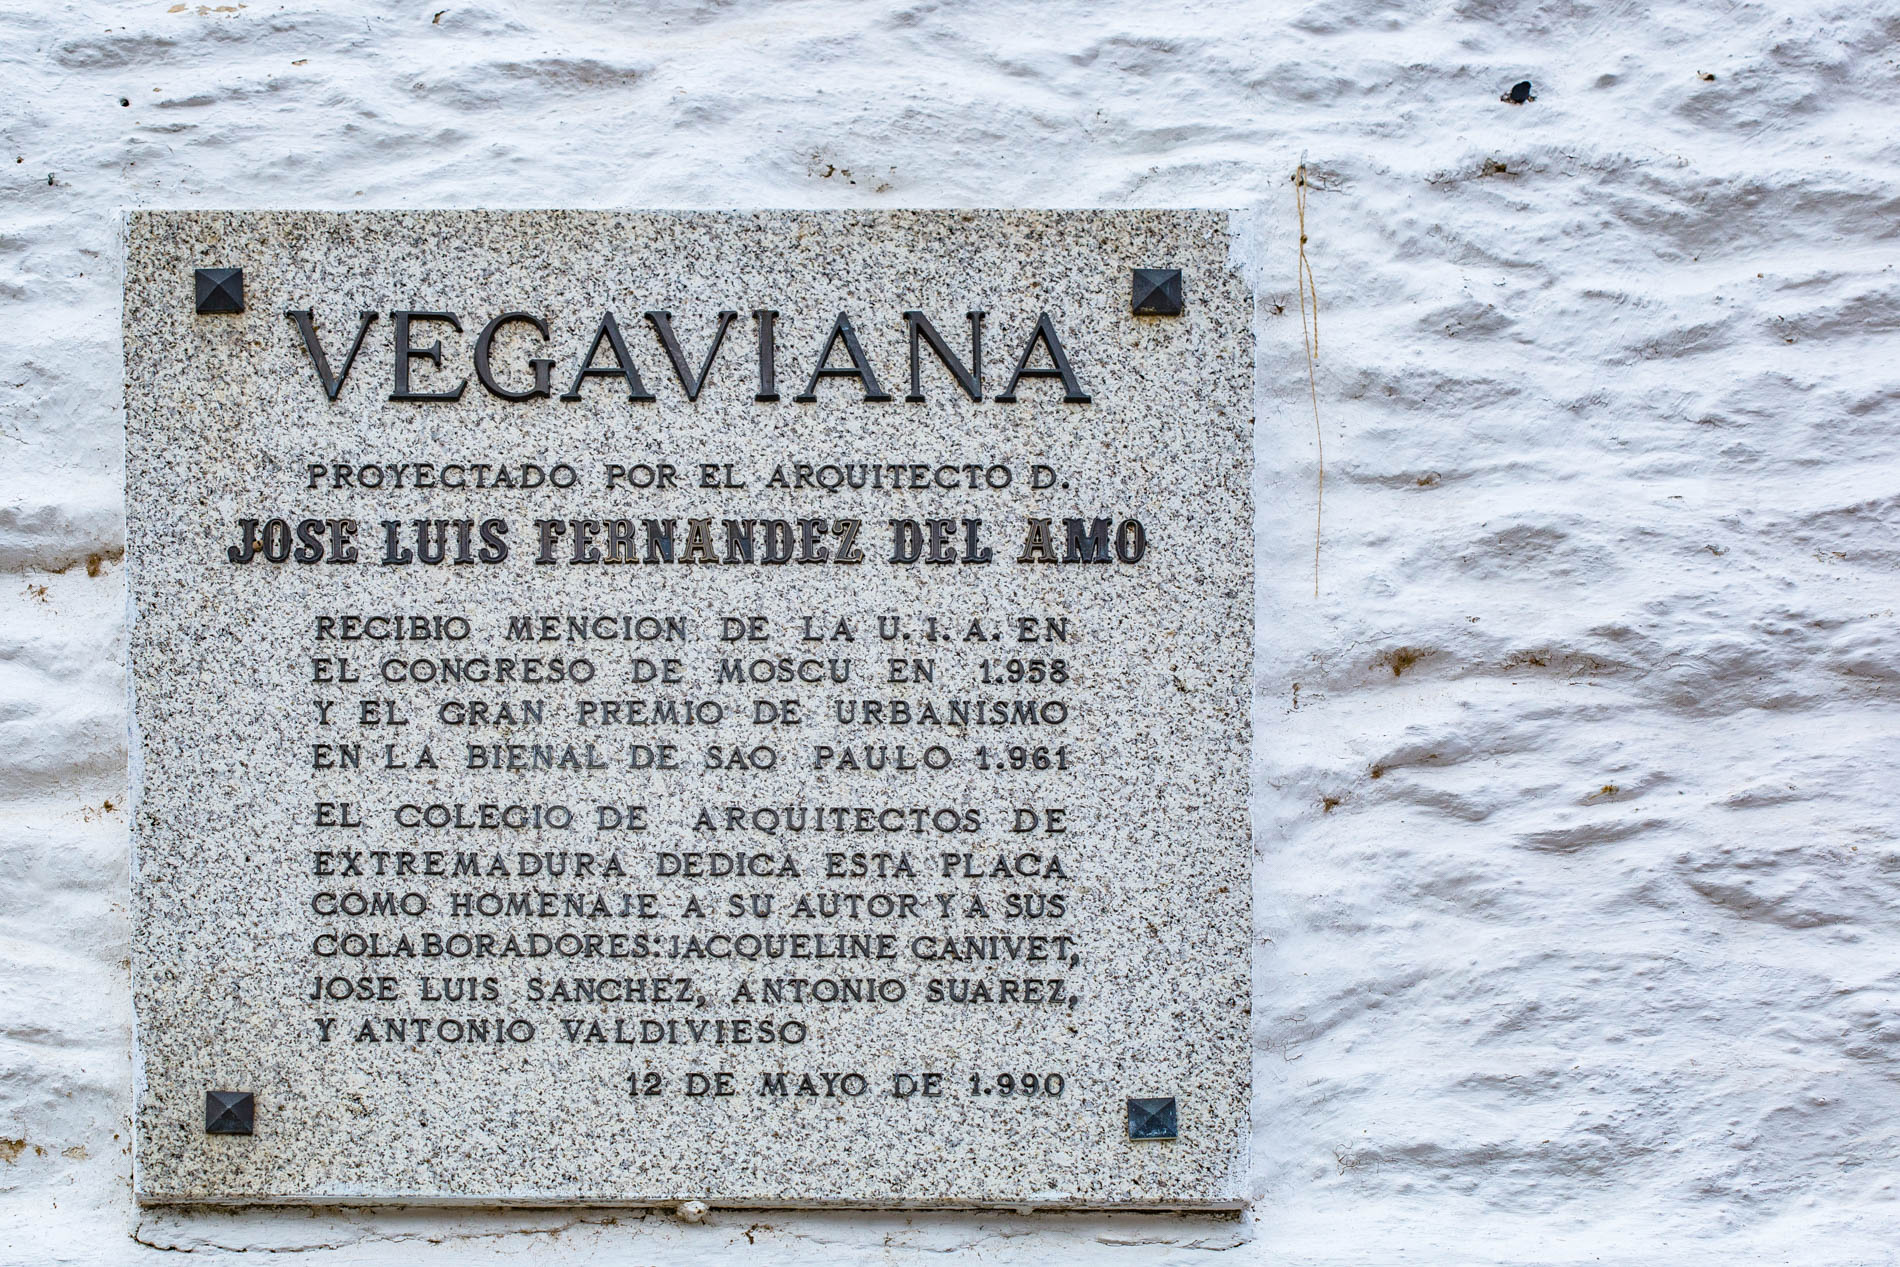 VEGAVIANA
PROYECTADO POR EL ARQUITECTO D.
JOSE LUIS FERNANDEZ DEL AMO
RECIBIO MENCION DE LA U.I.A. EN
EL CONGRESO DE MOSCU EN 1.958
Y EL GRAN PREMIO DE URBANISMO
EN LA BIENAL DE SAO PAULO 1.961
EL COLEGIO DE ARQUITECTOS DE
EXTREMADURA DEDICA ESTA PLACA
COMO HOMENAJE A SU AUTOR Y A SUS
COLABORADORES: JACQUELINE CANIVET,
JOSE LUIS SANCHEZ, ANTONIO SUAREZ,
Y ANTONIO VALDIVIESO
12 DE MAYO DE 1.990